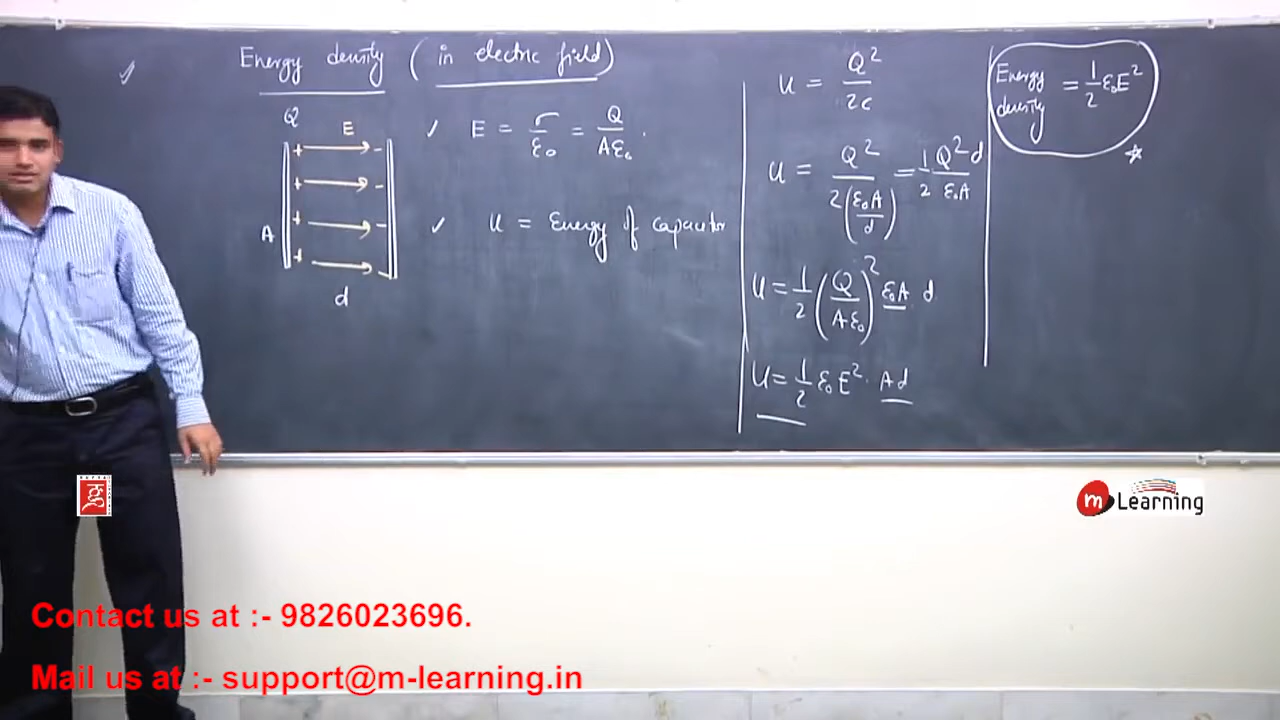 Energy density (in electric field)
Q
E
+ -
+ -
+ -
+ -
A
d
✓ E = σ/ε₀ = Q/Aε₀.
✓ U = Energy of capacitor
U = Q²/2c
U = Q²/2(ε₀A/d) = 1/2 Q²d/ε₀A
U = 1/2 (Q/Aε₀)² ε₀A d
U = 1/2 ε₀E². Ad
Energy density = 1/2 ε₀E²
म
m Learning
Contact us at :- 9826023696.
Mail us at :- support@m-learning.in